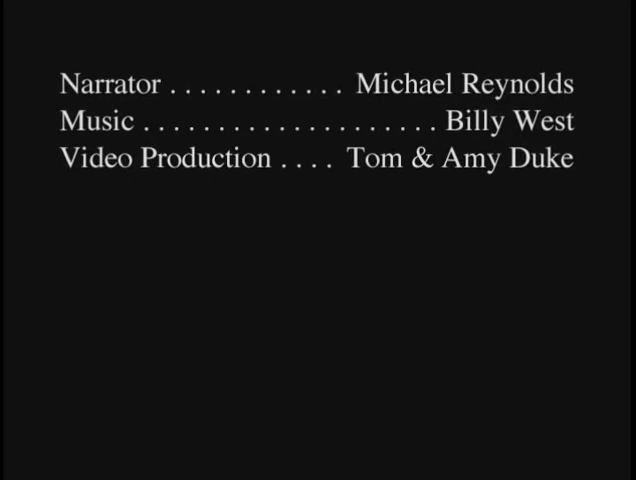 Narrator . . . . . . . . . . . . Michael Reynolds
Music . . . . . . . . . . . . . . . . . . . . Billy West
Video Production . . . . Tom & Amy Duke